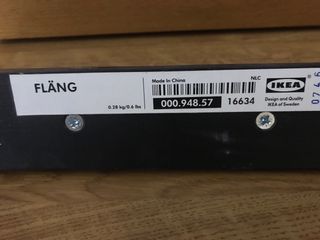 FLÄNG
0.28 kg/0.6 lbs
Made in China
NLC
000.948.57
16634
IKEA
Design and Quality
IKEA of Sweden
0746